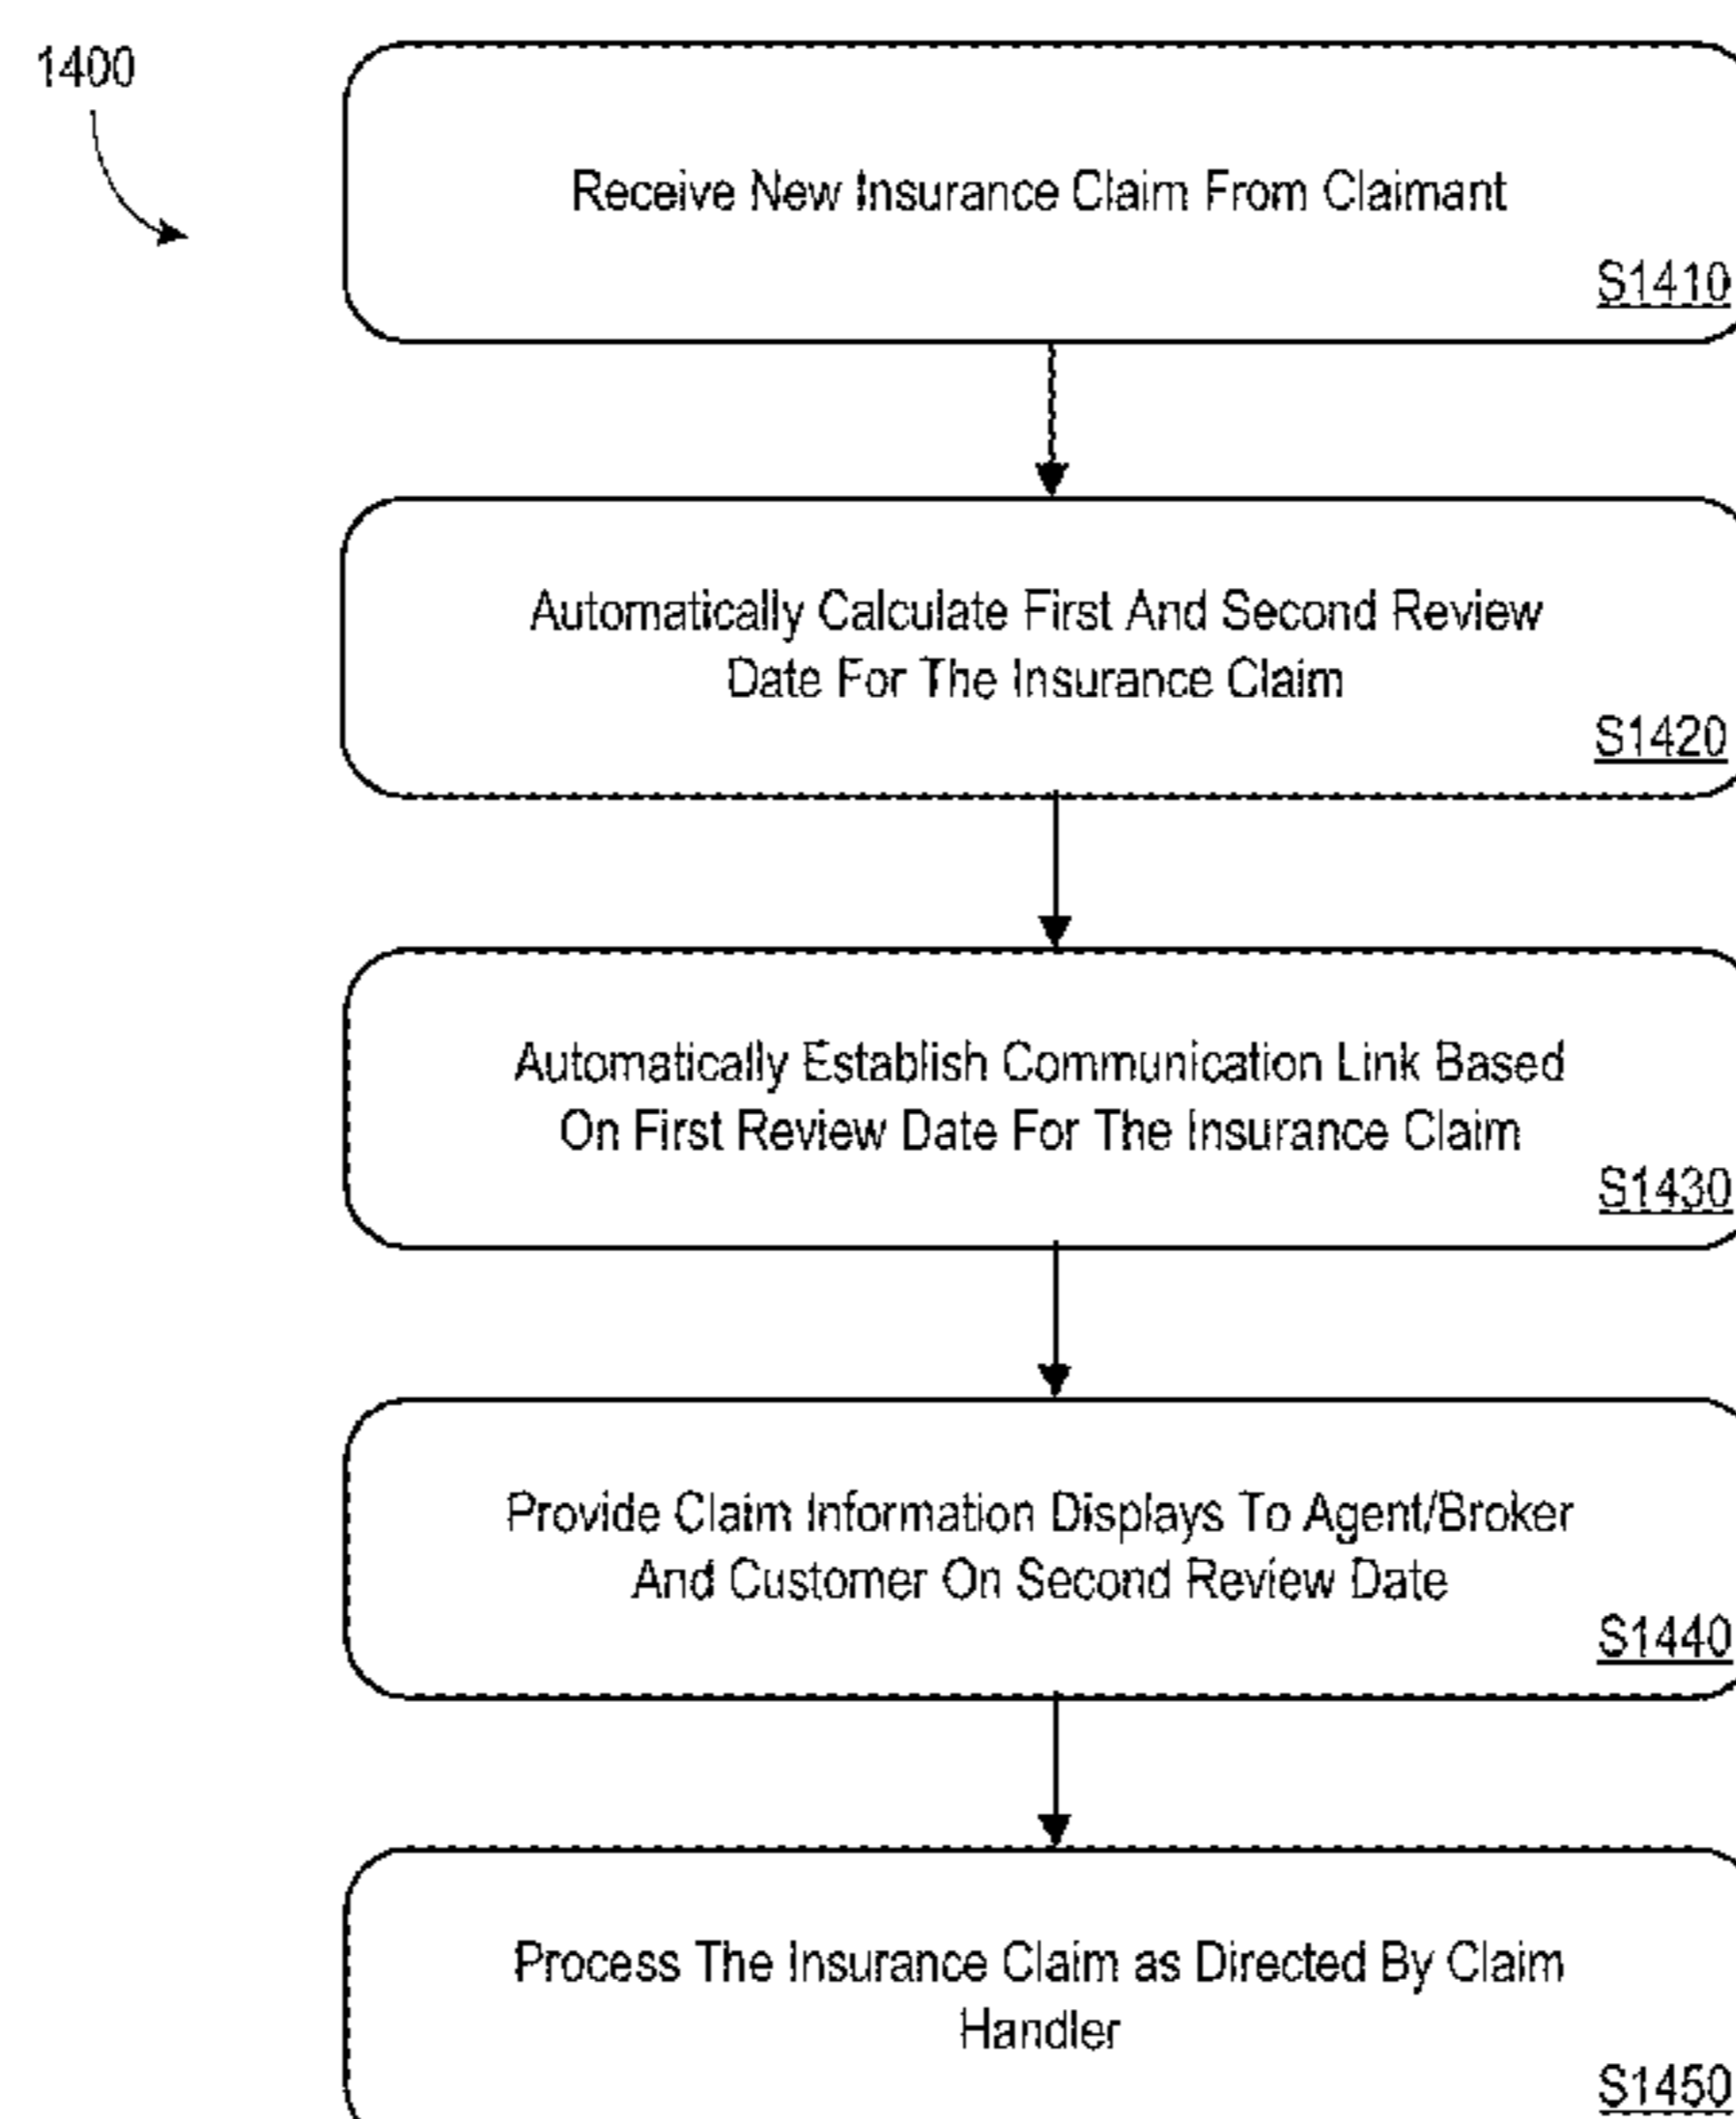 1400
Receive New Insurance Claim From Claimant
S1410
Automatically Calculate First And Second Review
Date For The Insurance Claim
S1420
Automatically Establish Communication Link Based
On First Review Date For The Insurance Claim
S1430
Provide Claim Information Displays To Agent/Broker
And Customer On Second Review Date
S1440
Process The Insurance Claim as Directed By Claim
Handler
S1450